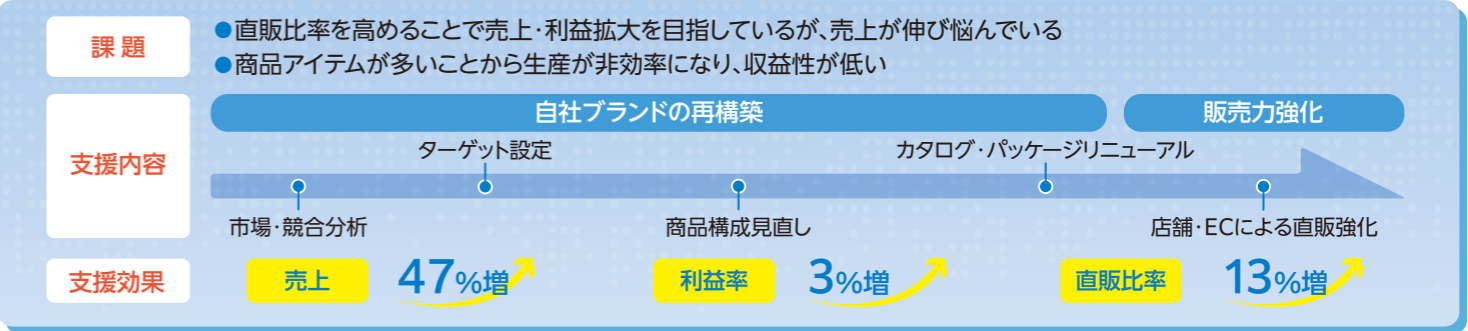 課題
●直販比率を高めることで売上・利益拡大を目指しているが、売上が伸び悩んでいる
●商品アイテムが多いことから生産が非効率になり、収益性が低い
支援内容
自社ブランドの再構築
販売力強化
ターゲット設定
カタログ・パッケージリニューアル
市場・競合分析
商品構成見直し
店舗・ECによる直販強化
支援効果
売上 47%増
利益率 3%増
直販比率 13%増